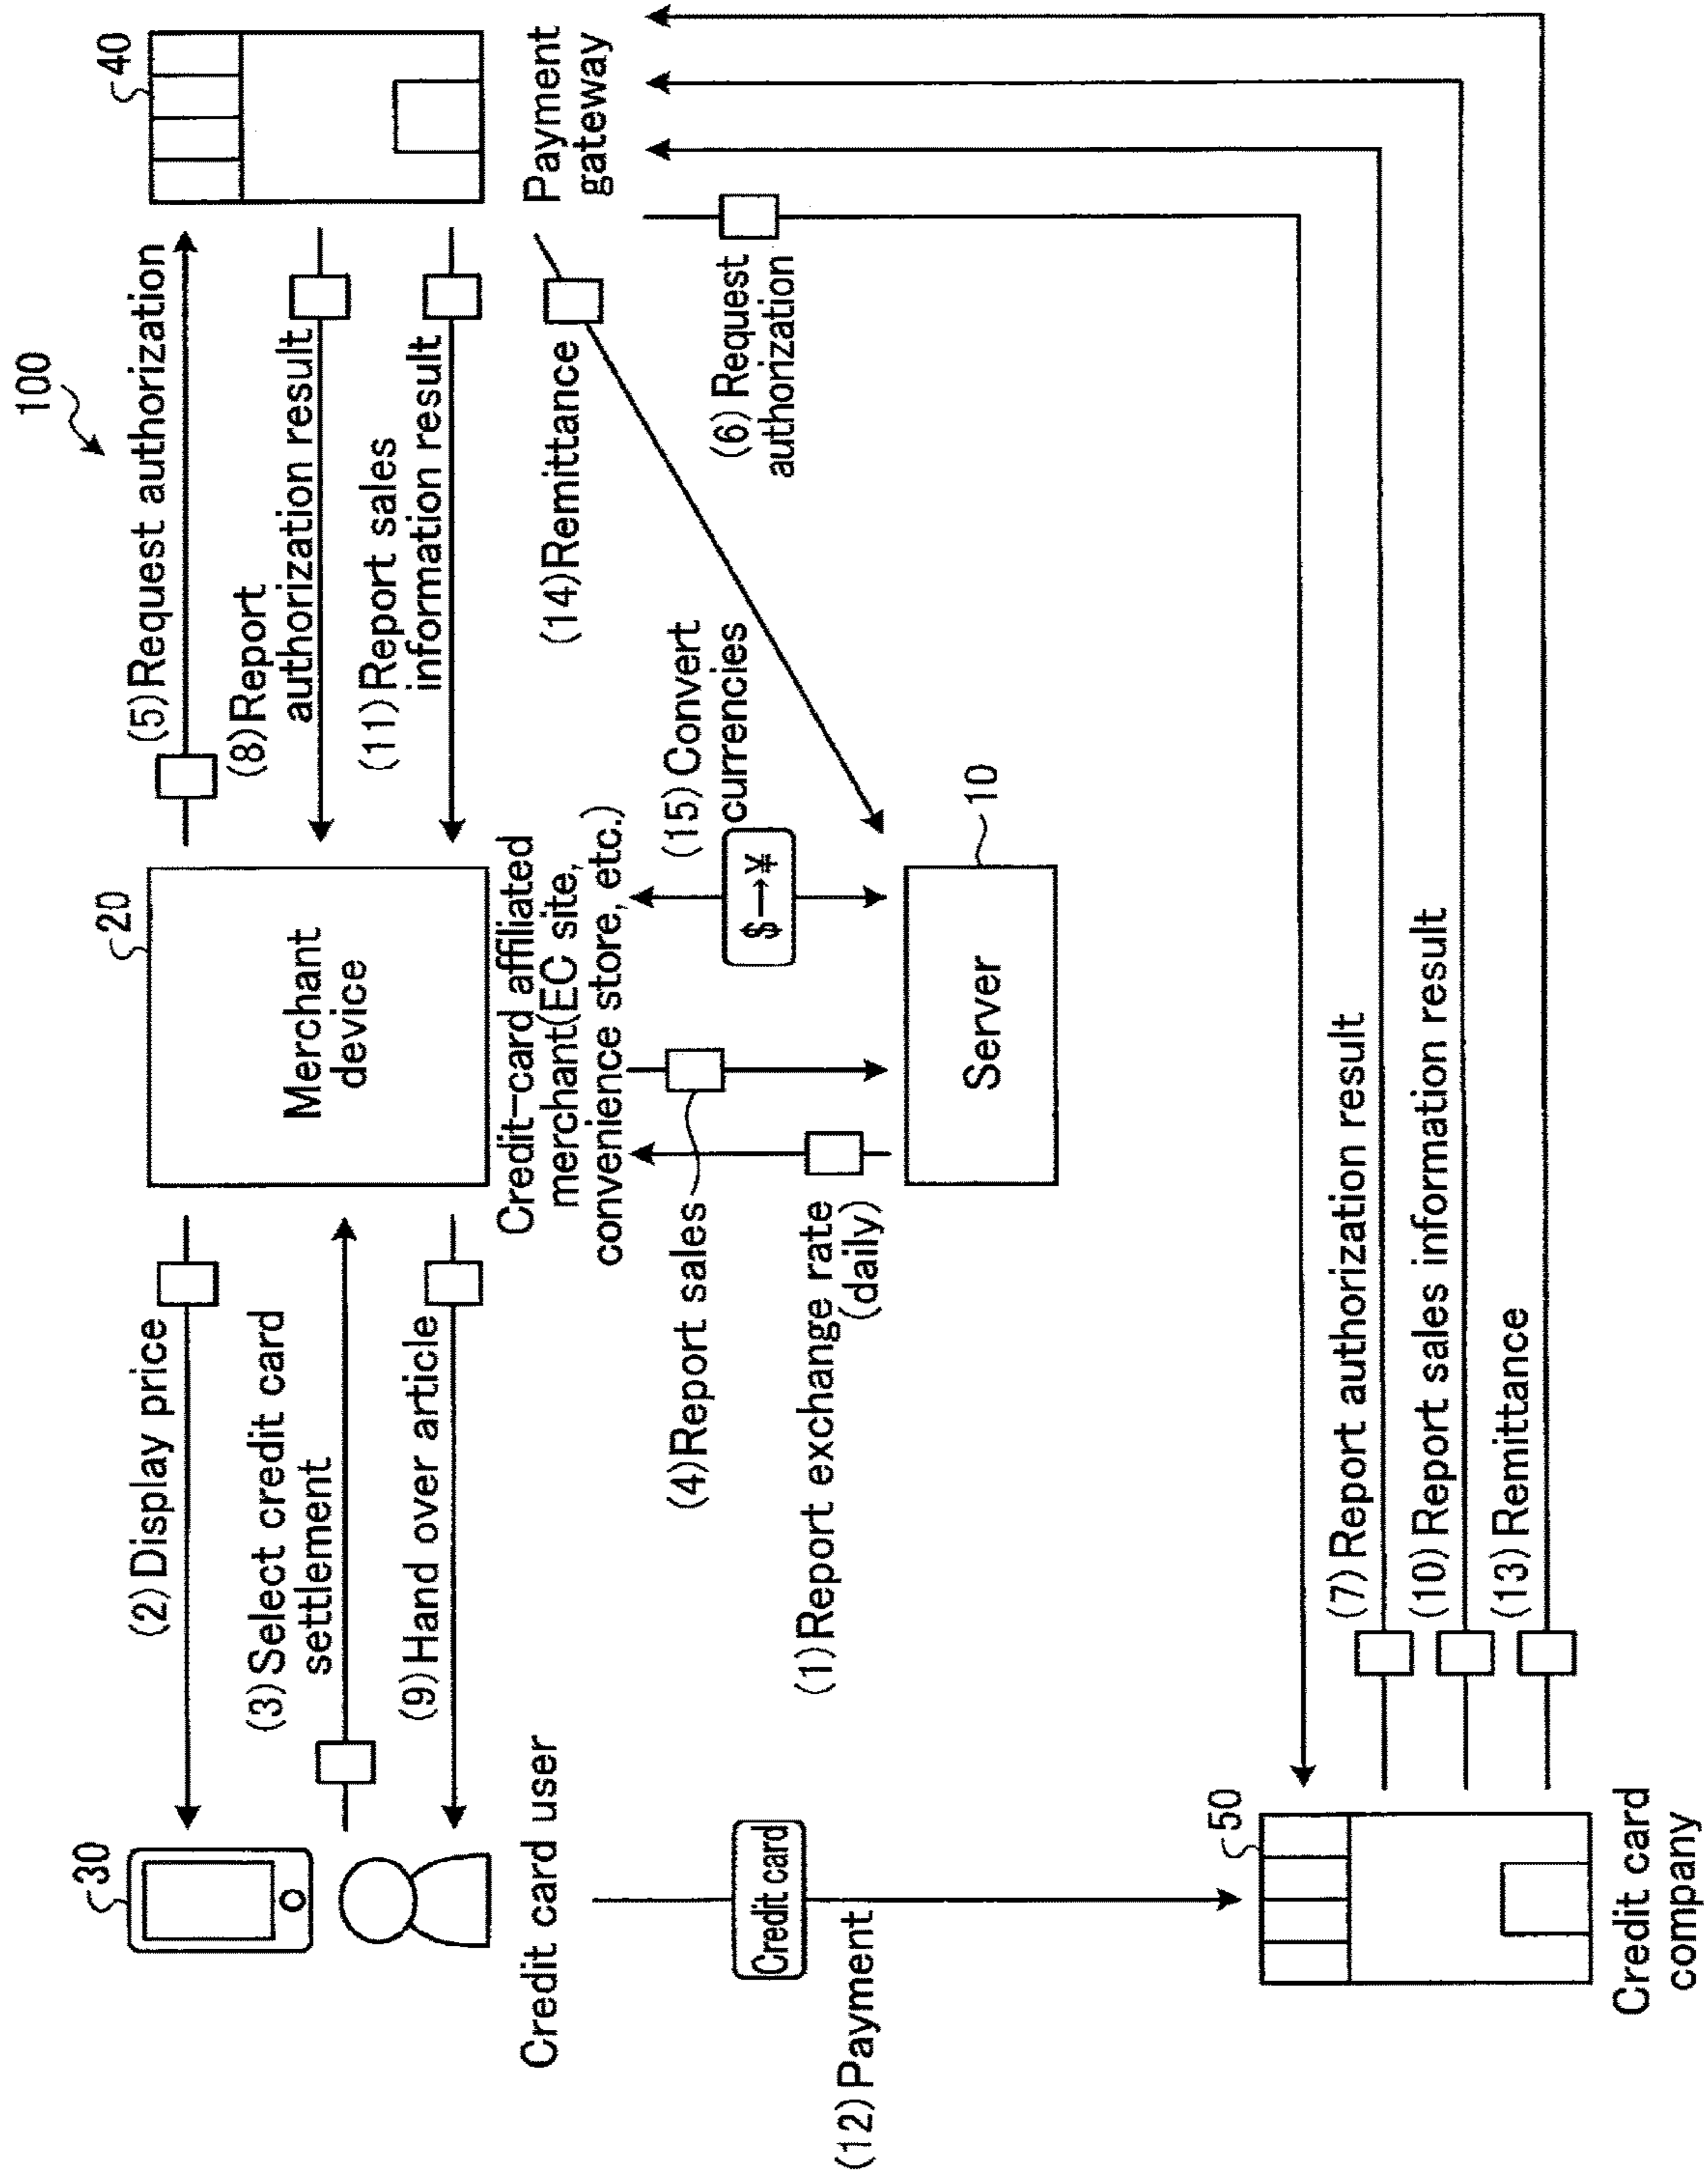 100
30
20
40
(2) Display price
(3) Select credit card
settlement
(9) Hand over article
Credit card user
Merchant
device
Credit-card affiliated
merchant(EC site,
convenience store, etc.)
(5) Request authorization
(8) Report
authorization result
(11) Report sales
information result
(14) Remittance
Payment
gateway
(4) Report sales
(1) Report exchange rate
(daily)
(15) Convert
currencies
$→¥
10
Server
(6) Request
authorization
Credit card
(12) Payment
50
Credit card
company
(7) Report authorization result
(10) Report sales information result
(13) Remittance